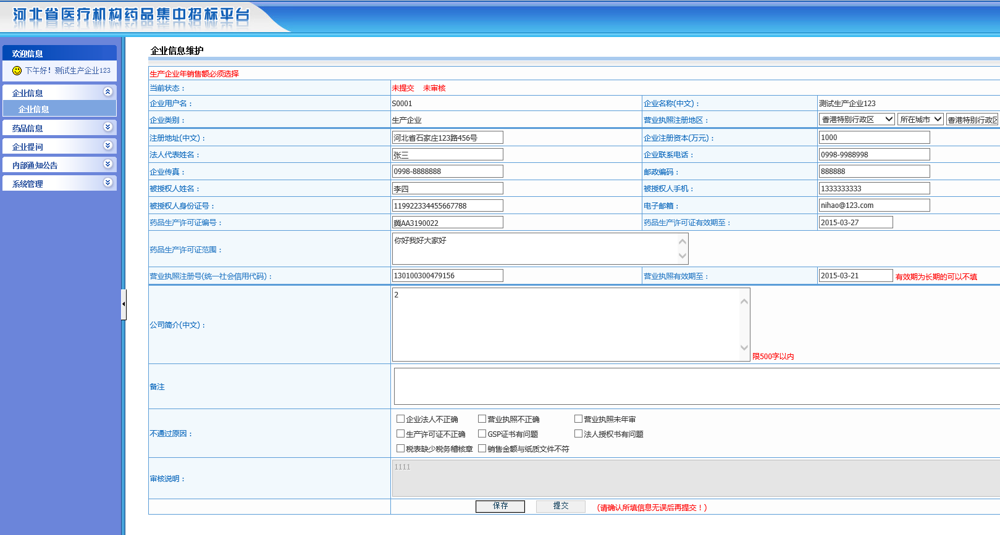 河北省医疗机构药品集中招标平台
欢迎信息
下午好！测试生产企业123
企业信息
企业信息
药品信息
企业提问
内部通知公告
系统管理
企业信息维护
生产企业年销售额必须选择
当前状态： 未提交 未审核
企业用户名： S0001 企业名称(中文)： 测试生产企业123
企业类别： 生产企业 营业执照注册地区： 香港特别行政区 所在城市 香港特别行政区
注册地址(中文)： 河北省石家庄123路456号 企业注册资本(万元)： 1000
法人代表姓名： 张三 企业联系电话： 0998-9988998
企业传真： 0998-8888888 邮政编码： 888888
被授权人姓名： 李四 被授权人手机： 1333333333
被授权人身份证号： 119922334455667788 电子邮箱： nihao@123.com
药品生产许可证编号： 冀AA3190022 药品生产许可证有效期至： 2015-03-27
药品生产许可证范围： 你好我好大家好
营业执照注册号(统一社会信用代码)： 130100300479156 营业执照有效期至： 2015-03-21 有效期为长期的可以不填
公司简介(中文)： 2 限500字以内
备注
不通过原因：
企业法人不正确 营业执照不正确 营业执照未年审
生产许可证不正确 GSP证书有问题 法人授权书有问题
税表缺少税务稽核章 销售金额与纸质文件不符
审核说明： 1111
保存 提交 (请确认所填信息无误后再提交！)